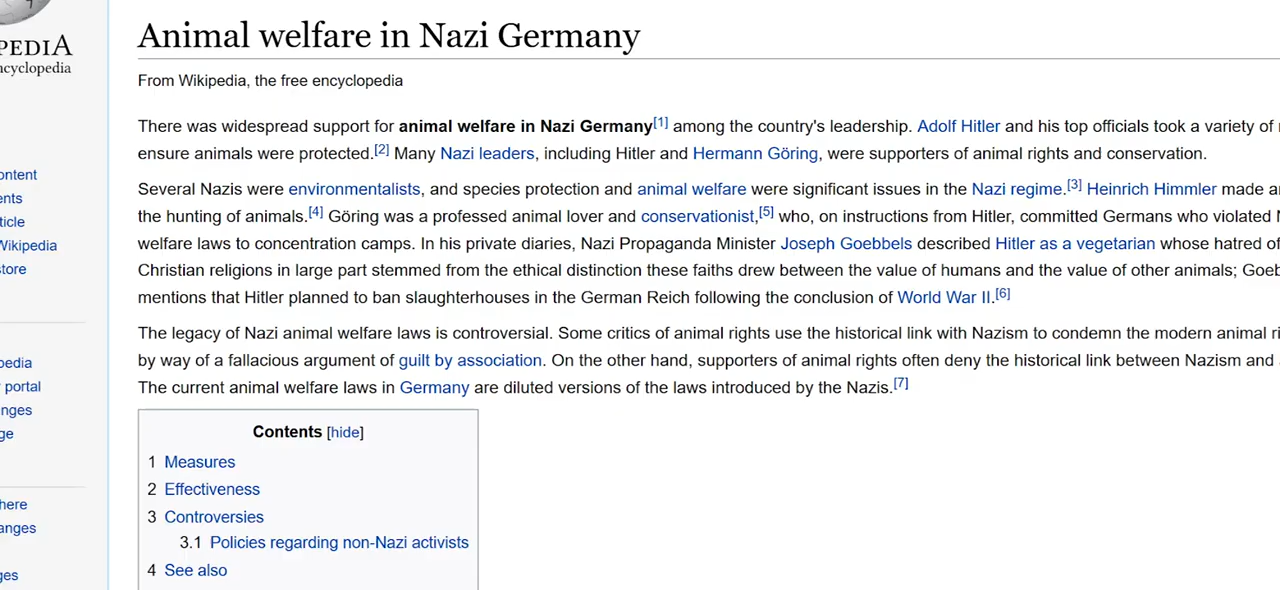 PEDIA
ncyclopedia
Animal welfare in Nazi Germany
From Wikipedia, the free encyclopedia
There was widespread support for animal welfare in Nazi Germany[1] among the country's leadership. Adolf Hitler and his top officials took a variety of
ensure animals were protected.[2] Many Nazi leaders, including Hitler and Hermann Göring, were supporters of animal rights and conservation.
Several Nazis were environmentalists, and species protection and animal welfare were significant issues in the Nazi regime.[3] Heinrich Himmler made
the hunting of animals.[4] Göring was a professed animal lover and conservationist,[5] who, on instructions from Hitler, committed Germans who violated
welfare laws to concentration camps. In his private diaries, Nazi Propaganda Minister Joseph Goebbels described Hitler as a vegetarian whose hatred of
Christian religions in large part stemmed from the ethical distinction these faiths drew between the value of humans and the value of other animals; Goeb
mentions that Hitler planned to ban slaughterhouses in the German Reich following the conclusion of World War II.[6]
The legacy of Nazi animal welfare laws is controversial. Some critics of animal rights use the historical link with Nazism to condemn the modern animal ri
by way of a fallacious argument of guilt by association. On the other hand, supporters of animal rights often deny the historical link between Nazism and
The current animal welfare laws in Germany are diluted versions of the laws introduced by the Nazis.[7]
Contents [hide]
1 Measures
2 Effectiveness
3 Controversies
3.1 Policies regarding non-Nazi activists
4 See also
ontent
ents
ticle
Wikipedia
store
pedia
portal
nges
ge
here
anges
ges